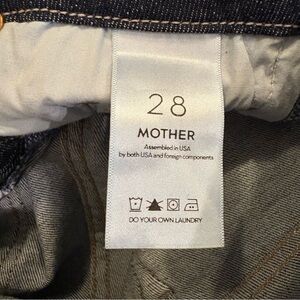 28
MOTHER
Assembled in USA
by both USA and foreign components
DO YOUR OWN LAUNDRY